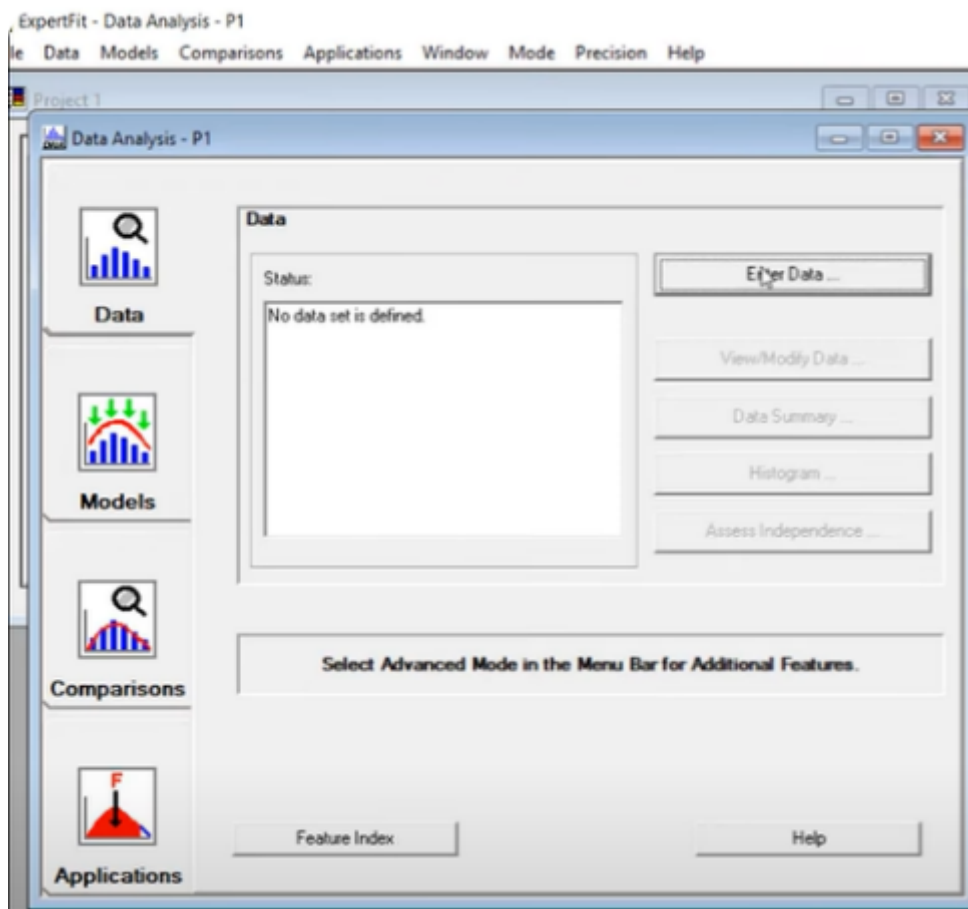 ExpertFit - Data Analysis - P1
le Data Models Comparisons Applications Window Mode Precision Help
Project 1
Data Analysis - P1
Data
Models
Comparisons
Applications
Data
Status:
No data set is defined.
Enter Data ...
View/Modify Data ...
Data Summary ...
Histogram ...
Assess Independence ...
Select Advanced Mode in the Menu Bar for Additional Features.
Feature Index
Help